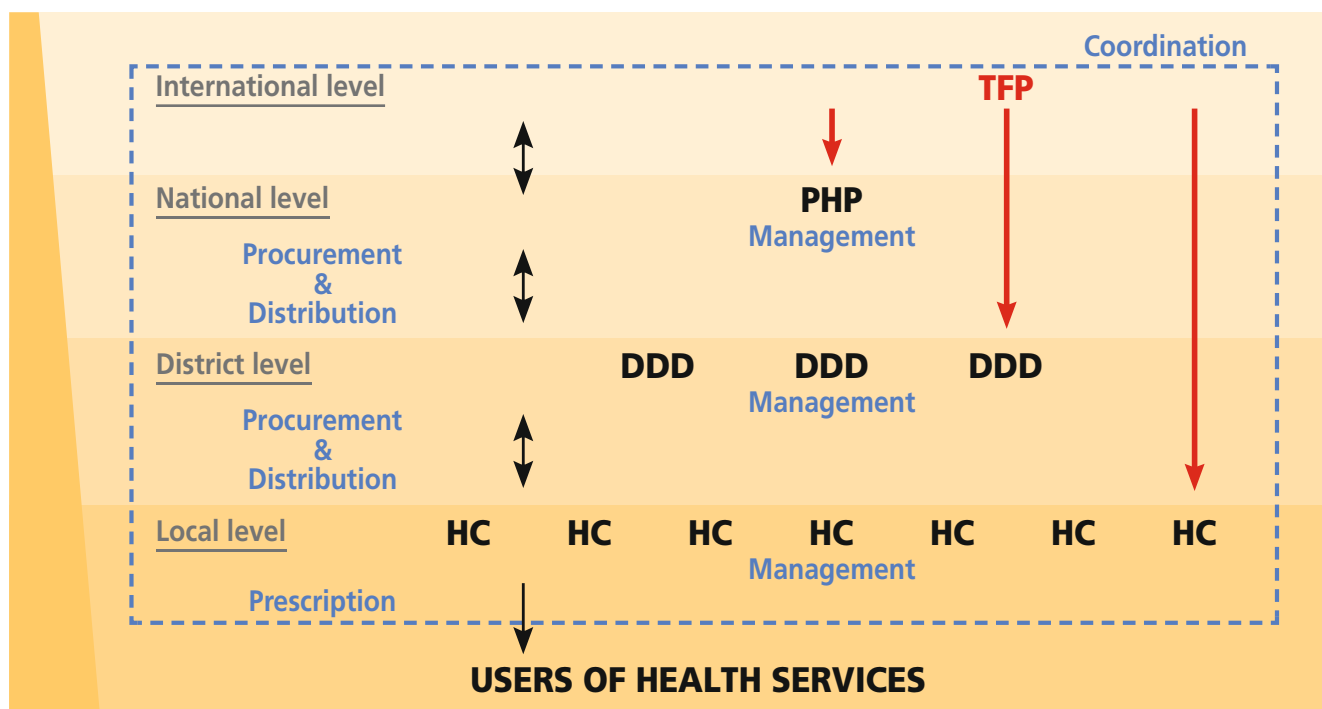 Coordination
International level
TFP
National level
PHP
Management
Procurement
&
Distribution
District level
DDD DDD DDD
Management
Procurement
&
Distribution
Local level
HC HC HC HC HC HC HC
Management
Prescription
USERS OF HEALTH SERVICES